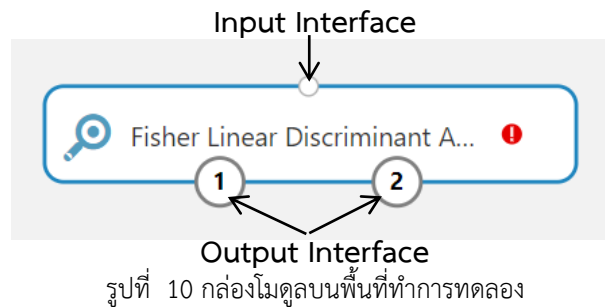 Input Interface
Fisher Linear Discriminant A...
1 2
Output Interface
รูปที่ 10 กล่องโมดูลบนพื้นที่ทำการทดลอง